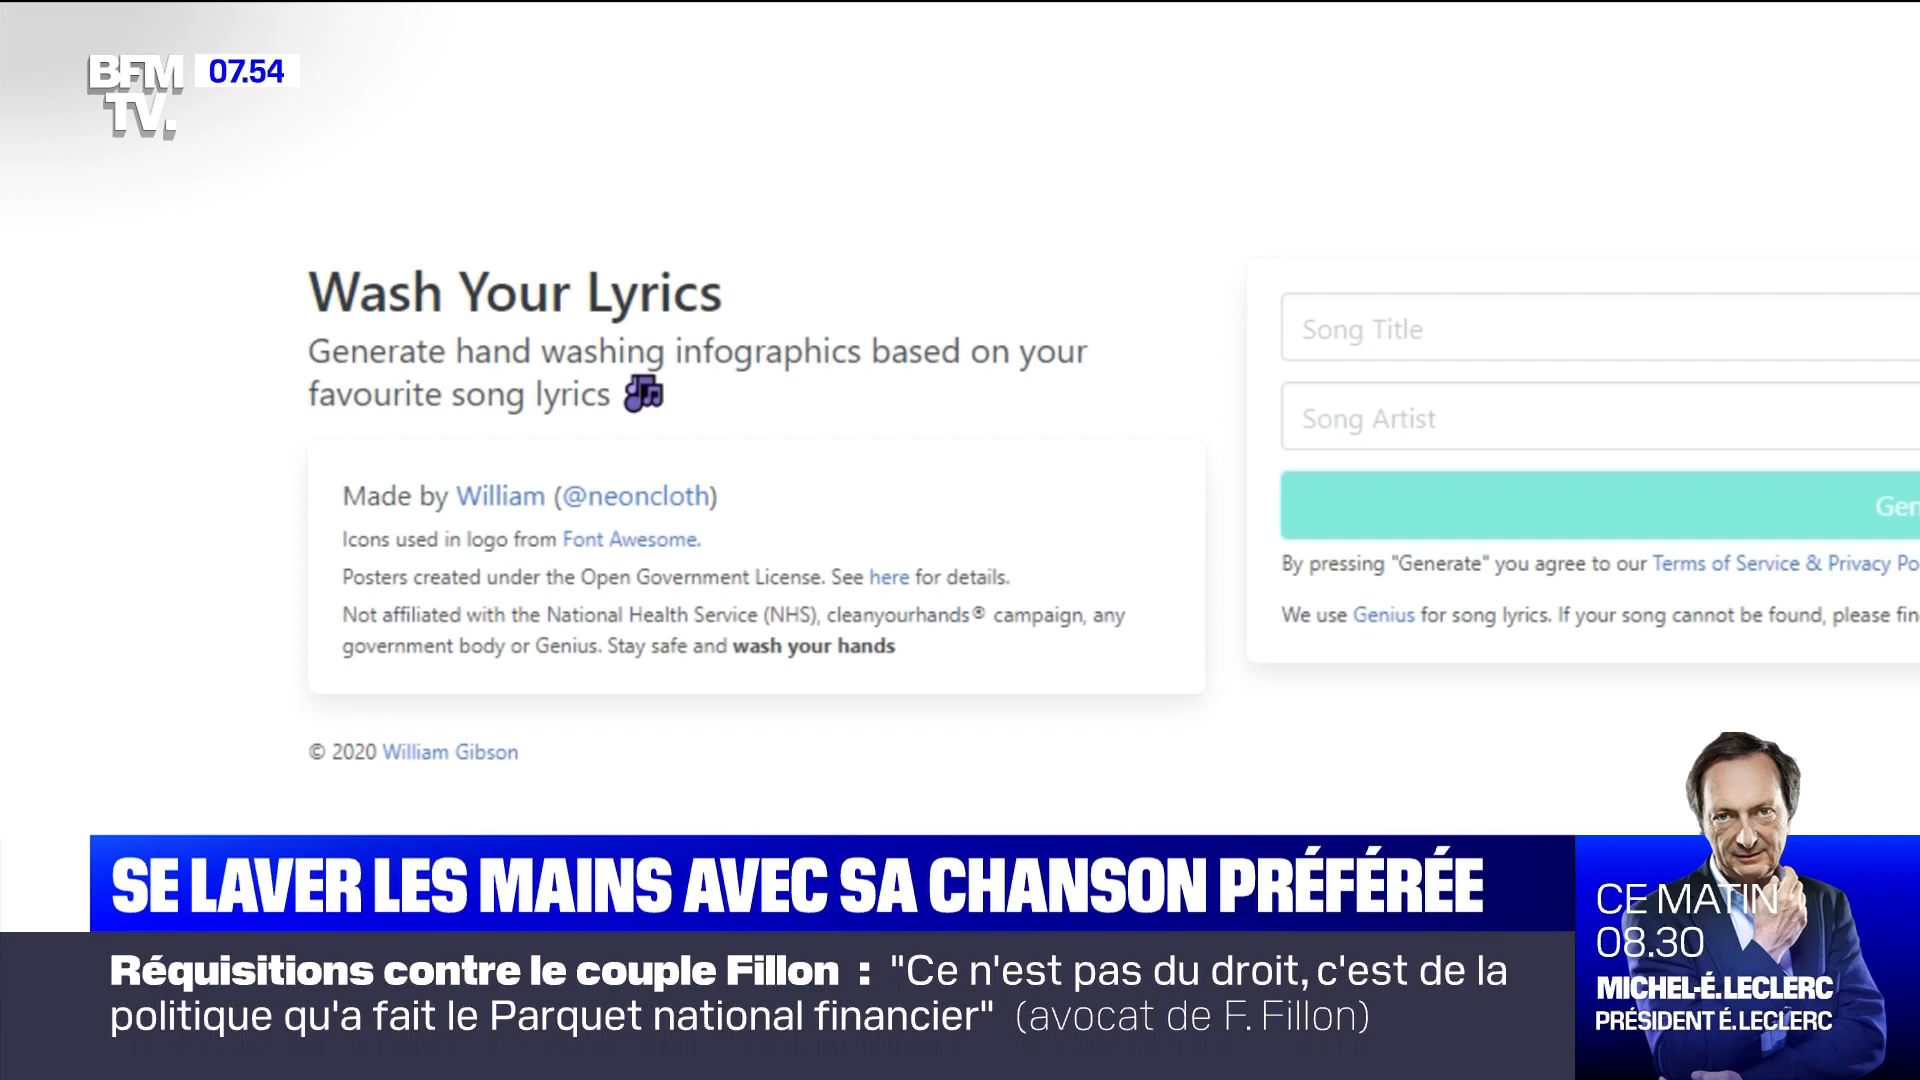 BFM
TV.
07.54
Wash Your Lyrics
Generate hand washing infographics based on your
favourite song lyrics
Made by William (@neoncloth)
Icons used in logo from Font Awesome.
Posters created under the Open Government License. See here for details.
Not affiliated with the National Health Service (NHS), cleanyourhands® campaign, any
government body or Genius. Stay safe and wash your hands
© 2020 William Gibson
Song Title
Song Artist
Gen
By pressing "Generate" you agree to our Terms of Service & Privacy Po
We use Genius for song lyrics. If your song cannot be found, please fin
SE LAVER LES MAINS AVEC SA CHANSON PRÉFÉRÉE
Réquisitions contre le couple Fillon : "Ce n'est pas du droit, c'est de la
politique qu'a fait le Parquet national financier" (avocat de F. Fillon)
CE MATIN
08.30
MICHEL-É. LECLERC
PRÉSIDENT É. LECLERC